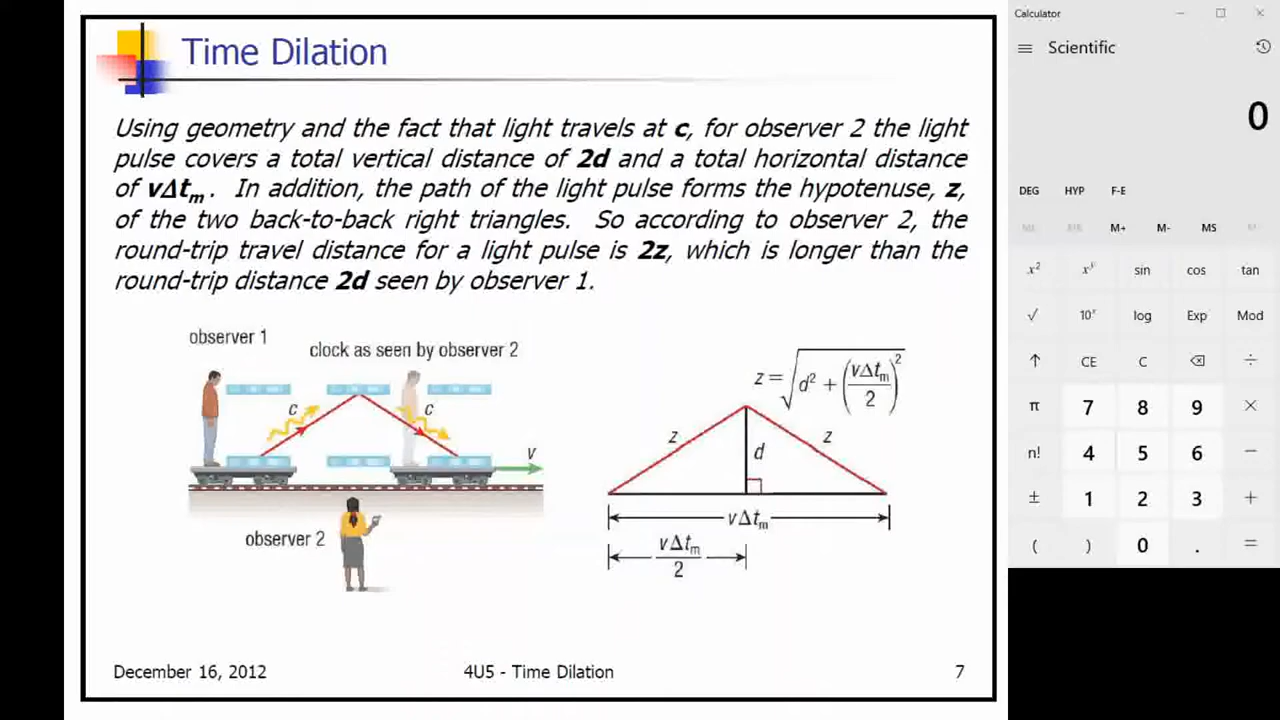 Time Dilation
Using geometry and the fact that light travels at c, for observer 2 the light
pulse covers a total vertical distance of 2d and a total horizontal distance
of vΔtₘ. In addition, the path of the light pulse forms the hypotenuse, z,
of the two back-to-back right triangles. So according to observer 2, the
round-trip travel distance for a light pulse is 2z, which is longer than the
round-trip distance 2d seen by observer 1.
observer 1
clock as seen by observer 2
c
c
v
observer 2
z = √(d² + (vΔtₘ/2)²)
z
d
z
vΔtₘ
vΔtₘ/2
December 16, 2012
4U5 - Time Dilation
7
Calculator
Scientific
0
DEG HYP F-E
MC MR M+ M- MS
x² xʸ sin cos tan
√ 10ˣ log Exp Mod
↑ CE C ⌫ ÷
π 7 8 9 ×
n! 4 5 6 −
± 1 2 3 +
( ) 0 . =